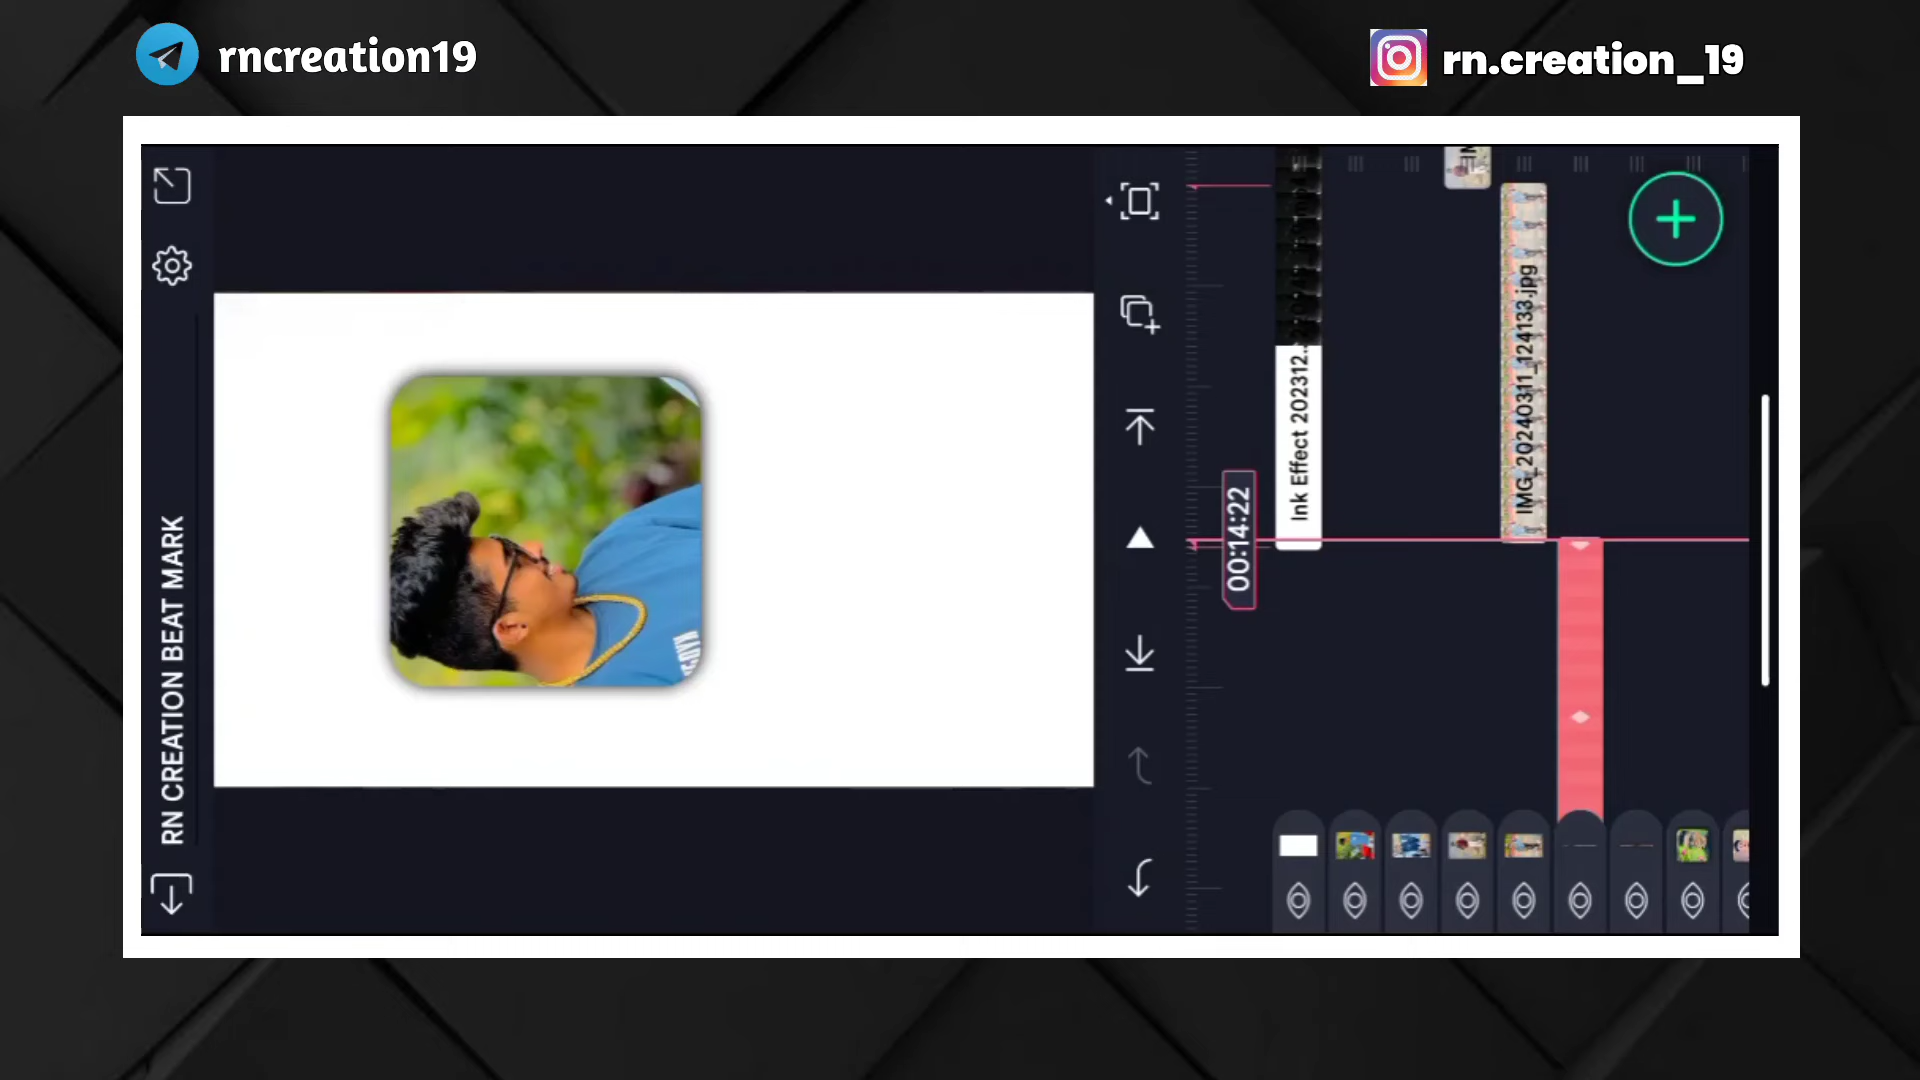 rncreation19
rn.creation_19
RN CREATION BEAT MARK
00:14:22
Ink Effect 202312..
IMG_20240311_124133.jpg